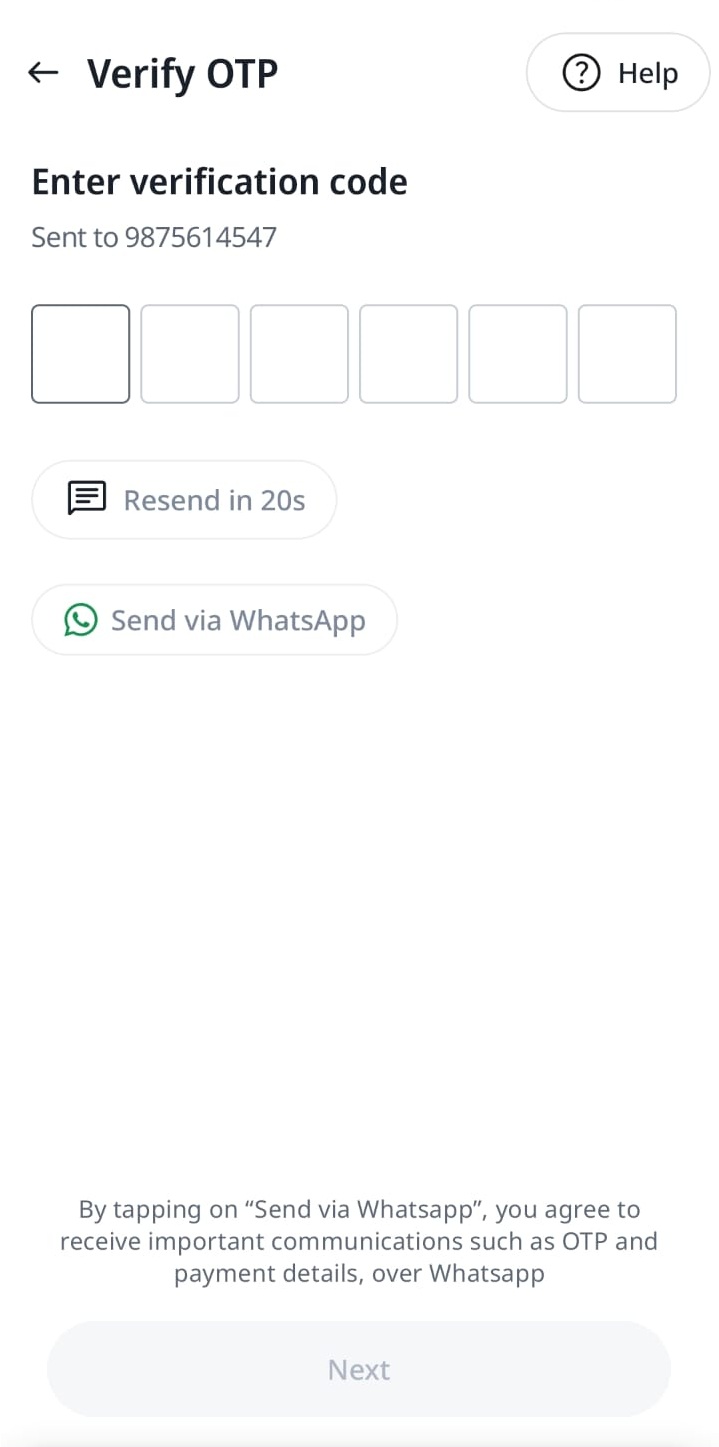 Verify OTP
Help
Enter verification code
Sent to 9875614547
Resend in 20s
Send via WhatsApp
By tapping on “Send via Whatsapp”, you agree to
receive important communications such as OTP and
payment details, over Whatsapp
Next